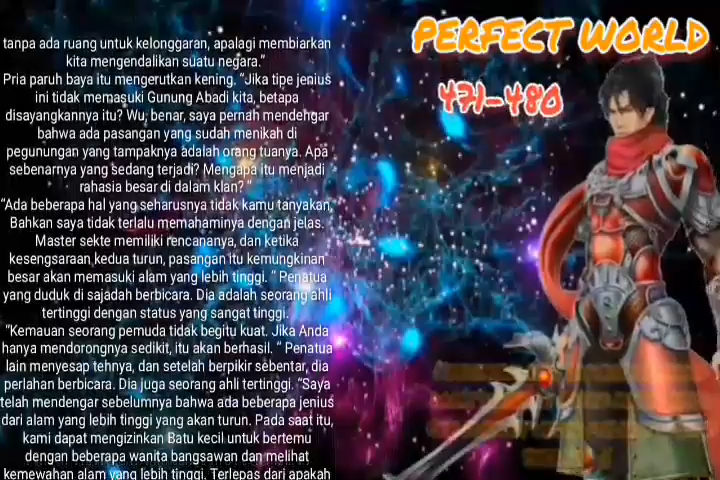 PERFECT WORLD
471-480
tanpa ada ruang untuk kelonggaran, apalagi membiarkan
kita mengendalikan suatu negara."
Pria paruh baya itu mengerutkan kening. "Jika tipe jenius
ini tidak memasuki Gunung Abadi kita, betapa
disayangkannya itu? Wu, benar, saya pernah mendengar
bahwa ada pasangan yang sudah menikah di
pegunungan yang tampaknya adalah orang tuanya. Apa
sebenarnya yang sedang terjadi? Mengapa itu menjadi
rahasia besar di dalam klan? "
"Ada beberapa hal yang seharusnya tidak kamu tanyakan.
Bahkan saya tidak terlalu memahaminya dengan jelas.
Master sekte memiliki rencananya, dan ketika
kesengsaraan kedua turun, pasangan itu kemungkinan
besar akan memasuki alam yang lebih tinggi. " Penatua
yang duduk di sajadah berbicara. Dia adalah seorang ahli
tertinggi dengan status yang sangat tinggi.
"Kemauan seorang pemuda tidak begitu kuat. Jika Anda
hanya mendorongnya sedikit, itu akan berhasil. " Penatua
lain menyesap tehnya, dan setelah berpikir sebentar, dia
perlahan berbicara. Dia juga seorang ahli tertinggi. "Saya
telah mendengar sebelumnya bahwa ada beberapa jenius
dari alam yang lebih tinggi yang akan turun. Pada saat itu,
kami dapat mengizinkan Batu kecil untuk bertemu
dengan beberapa wanita bangsawan dan melihat
kemewahan alam yang lebih tinggi. Terlepas dari apakah